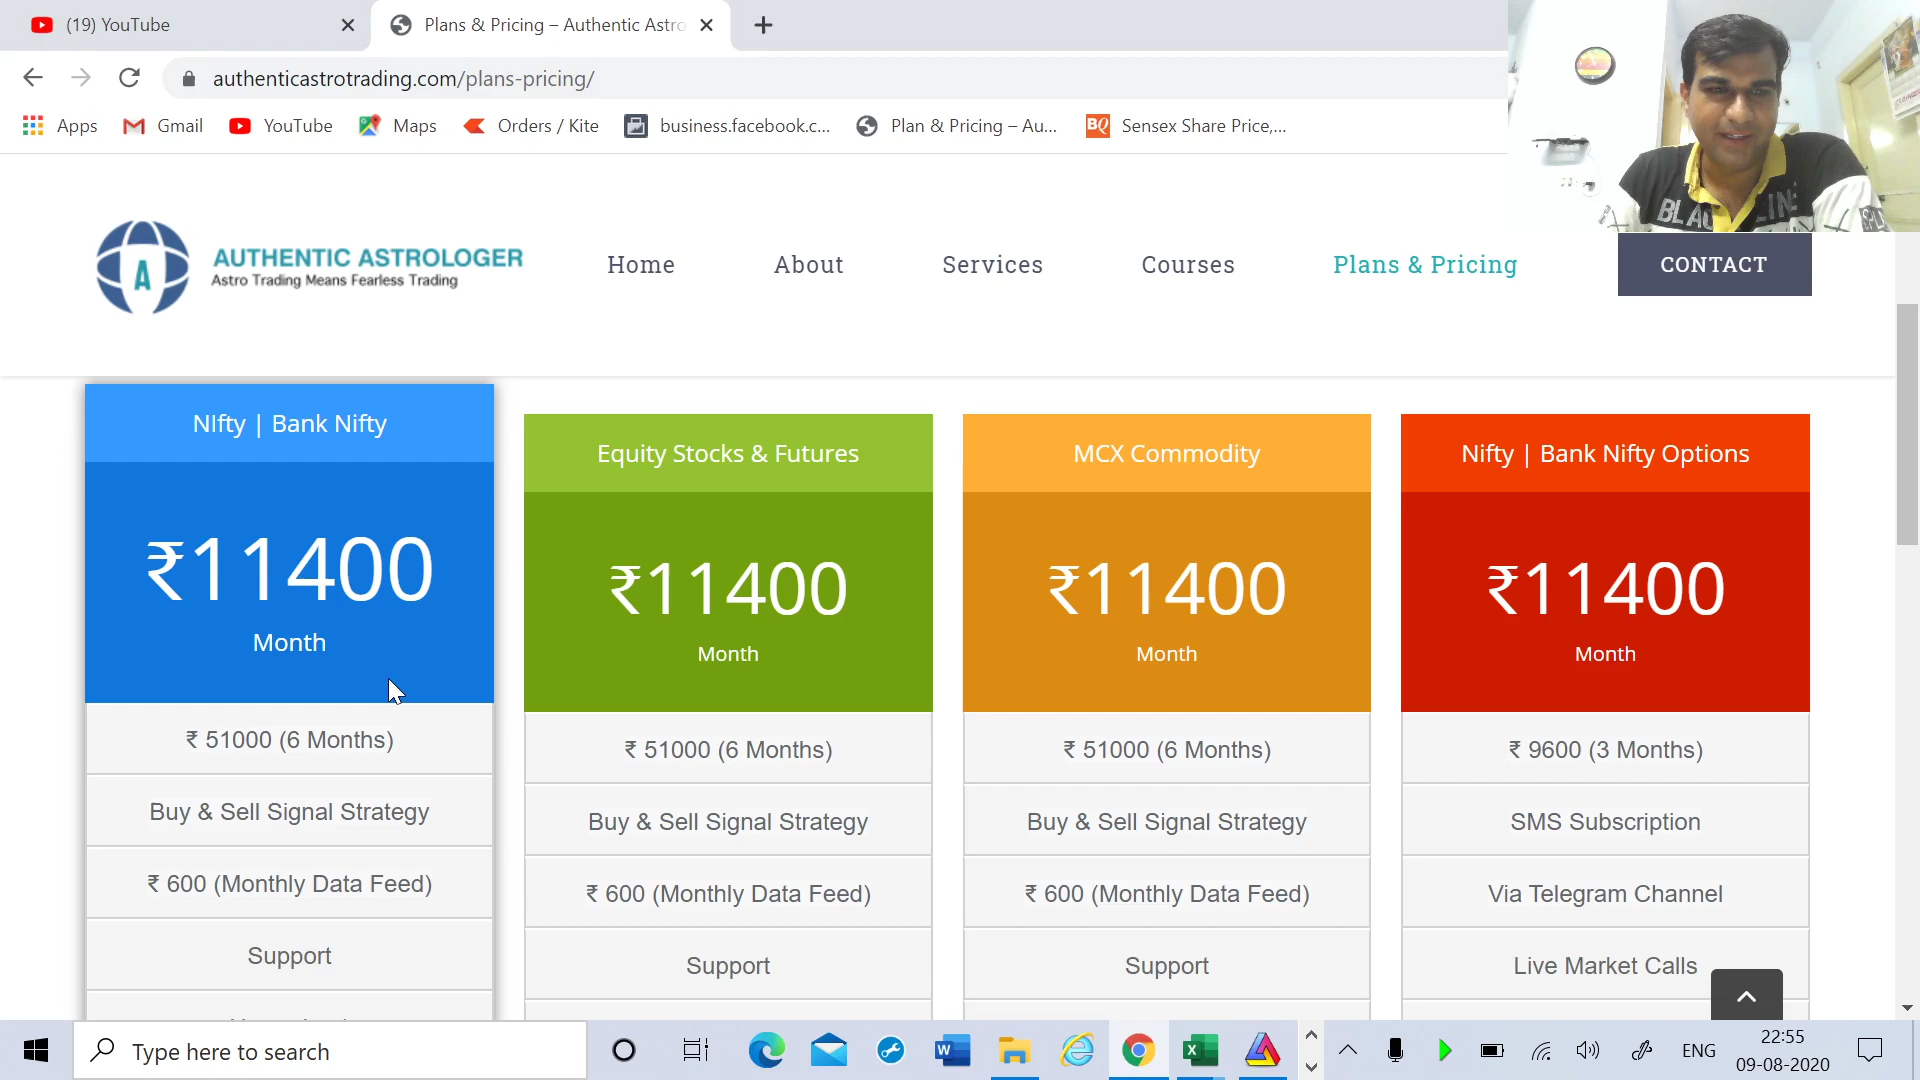 (19) YouTube
Plans & Pricing – Authentic Astro
authenticastrotrading.com/plans-pricing/
Apps
Gmail
YouTube
Maps
Orders / Kite
business.facebook.c...
Plan & Pricing – Au...
BQ
Sensex Share Price,...
A
AUTHENTIC ASTROLOGER
Astro Trading Means Fearless Trading
Home
About
Services
Courses
Plans & Pricing
CONTACT
NIfty | Bank Nifty
₹11400
Month
₹ 51000 (6 Months)
Buy & Sell Signal Strategy
₹ 600 (Monthly Data Feed)
Support
Equity Stocks & Futures
₹11400
Month
₹ 51000 (6 Months)
Buy & Sell Signal Strategy
₹ 600 (Monthly Data Feed)
Support
MCX Commodity
₹11400
Month
₹ 51000 (6 Months)
Buy & Sell Signal Strategy
₹ 600 (Monthly Data Feed)
Support
Nifty | Bank Nifty Options
₹11400
Month
₹ 9600 (3 Months)
SMS Subscription
Via Telegram Channel
Live Market Calls
Type here to search
ENG
22:55
09-08-2020